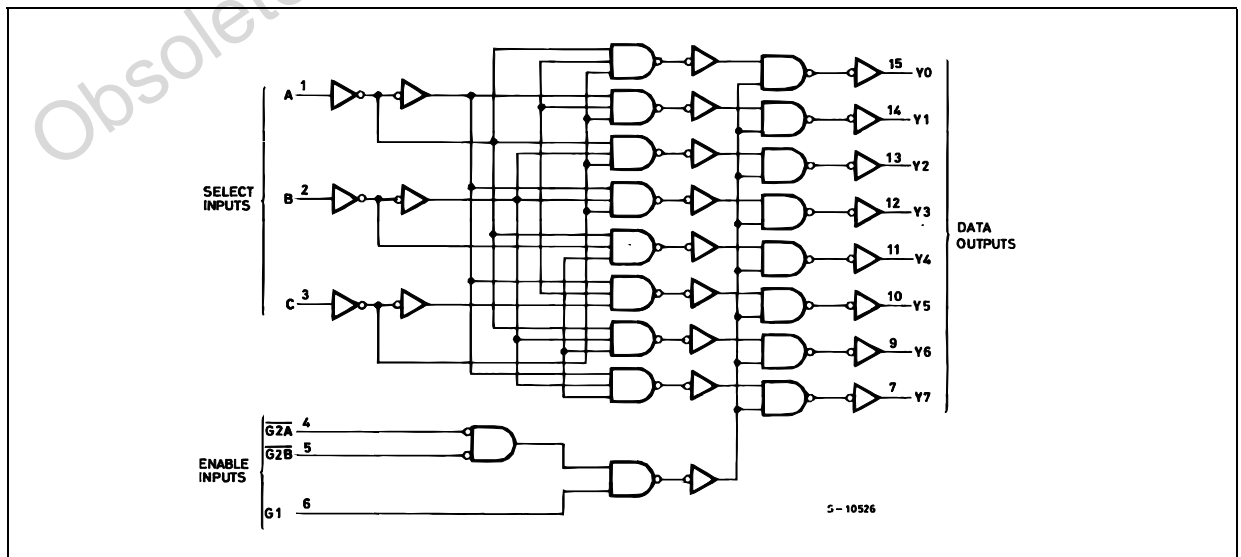 Obsolete
A 1
B 2
C 3
SELECT
INPUTS
15 Y0
14 Y1
13 Y2
12 Y3
11 Y4
10 Y5
9 Y6
7 Y7
DATA
OUTPUTS
G2A 4
G2B 5
ENABLE
INPUTS
G1 6
S-10526